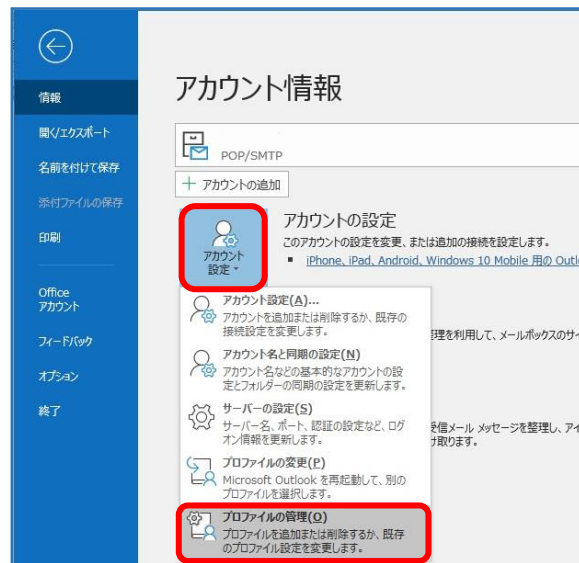 アカウント情報
情報
開く/エクスポート
名前を付けて保存
添付ファイルの保存
印刷
Office
アカウント
フィードバック
オプション
終了
POP/SMTP
アカウントの追加
アカウント
設定
アカウントの設定
このアカウントの設定を変更、または追加の接続を設定します。
iPhone、iPad、Android、Windows 10 Mobile 用の Outl
アカウント設定(A)...
アカウントを追加または削除するか、既存の
接続設定を変更します。
アカウント名と同期の設定(N)
アカウント名などの基本的なアカウントの設
定とフォルダーの同期の設定を更新します。
サーバーの設定(S)
サーバー名、ポート、認証の設定など、ログ
オン情報を更新します。
プロファイルの変更(P)
Microsoft Outlook を再起動して、別の
プロファイルを選択します。
プロファイルの管理(O)
プロファイルを追加または削除するか、既存
のプロファイル設定を変更します。
理を利用して、メールボックスのサイ
信メール メッセージを整理し、アイ
け取ります。